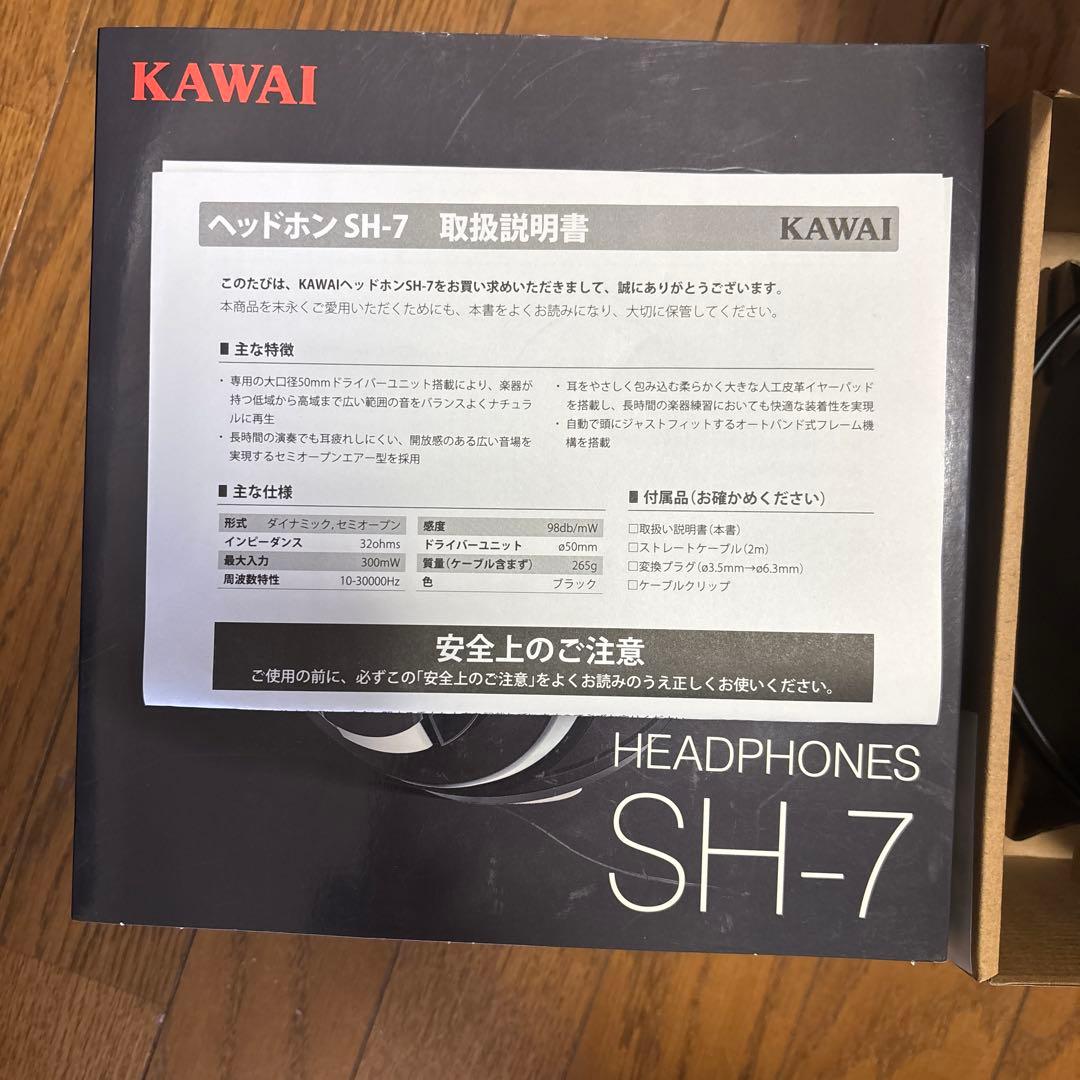 KAWAI
ヘッドホン SH-7 取扱説明書 KAWAI
このたびは、KAWAIヘッドホンSH-7をお買い求めいただきまして、誠にありがとうございます。
本商品を末永くご愛用いただくためにも、本書をよくお読みになり、大切に保管してください。
■ 主な特徴
・専用の大口径50mmドライバーユニット搭載により、楽器が
持つ低域から高域まで広い範囲の音をバランスよくナチュラ
ルに再生
・長時間の演奏でも耳疲れしにくい、開放感のある広い音場を
実現するセミオープンエアー型を採用
・耳をやさしく包み込む柔らかく大きな人工皮革イヤーパッド
を搭載し、長時間の楽器練習においても快適な装着性を実現
・自動で頭にジャストフィットするオートバンド式フレーム機
構を搭載
■ 主な仕様
形式 ダイナミック,セミオープン
インピーダンス 32ohms
最大入力 300mW
周波数特性 10-30000Hz
感度 98db/mW
ドライバーユニット ø50mm
質量(ケーブル含まず) 265g
色 ブラック
■ 付属品(お確かめください)
□取扱い説明書(本書)
□ストレートケーブル(2m)
□変換プラグ(ø3.5mm→ø6.3mm)
□ケーブルクリップ
安全上のご注意
ご使用の前に、必ずこの「安全上のご注意」をよくお読みのうえ正しくお使いください。
HEADPHONES
SH-7